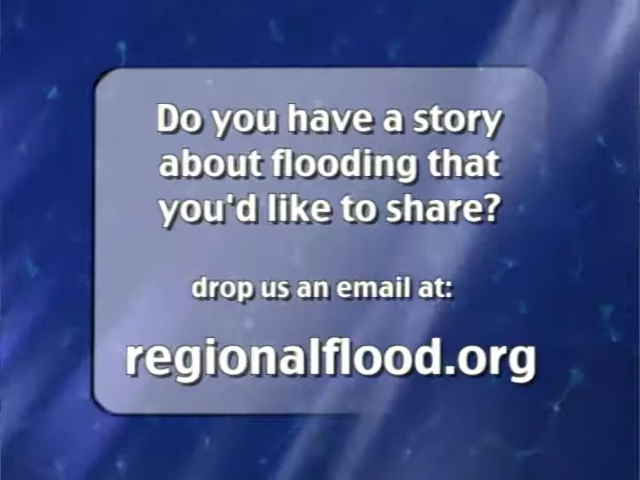 Do you have a story
about flooding that
you'd like to share?
drop us an email at:
regionalflood.org